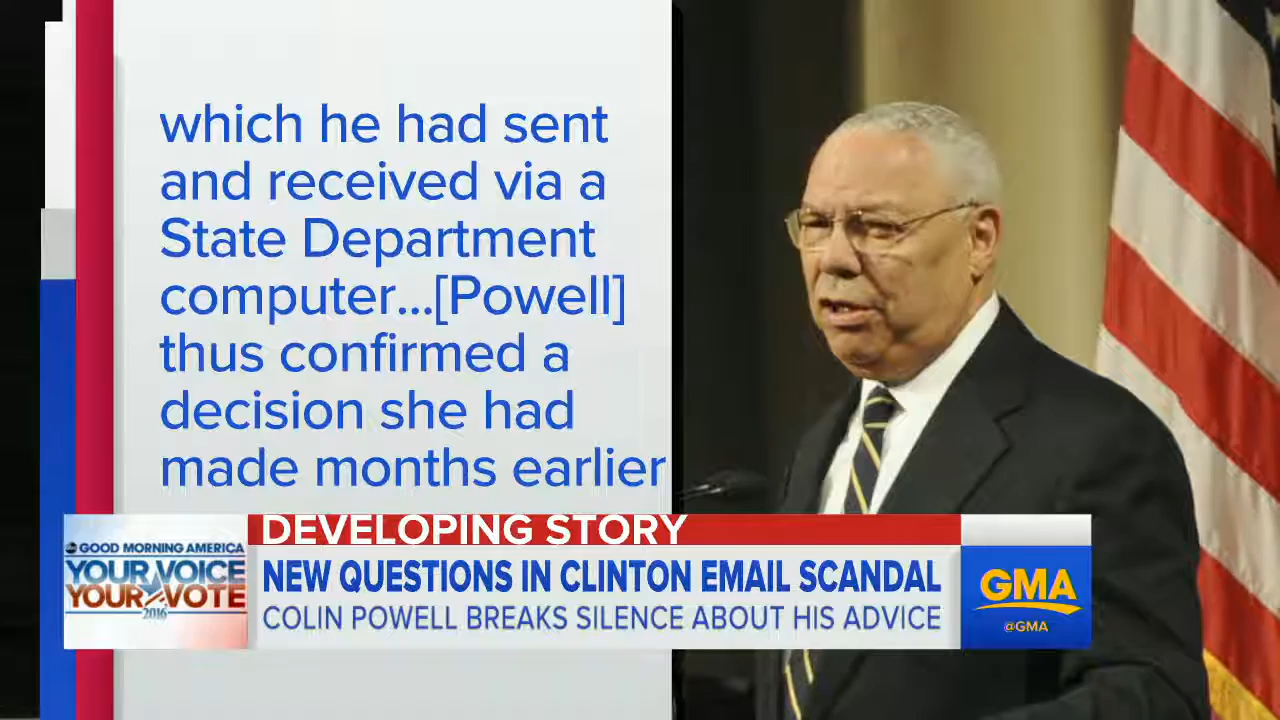 which he had sent
and received via a
State Department
computer...[Powell]
thus confirmed a
decision she had
made months earlier
DEVELOPING STORY
abc GOOD MORNING AMERICA
YOUR VOICE
YOUR VOTE
2016
NEW QUESTIONS IN CLINTON EMAIL SCANDAL
COLIN POWELL BREAKS SILENCE ABOUT HIS ADVICE
GMA
@GMA